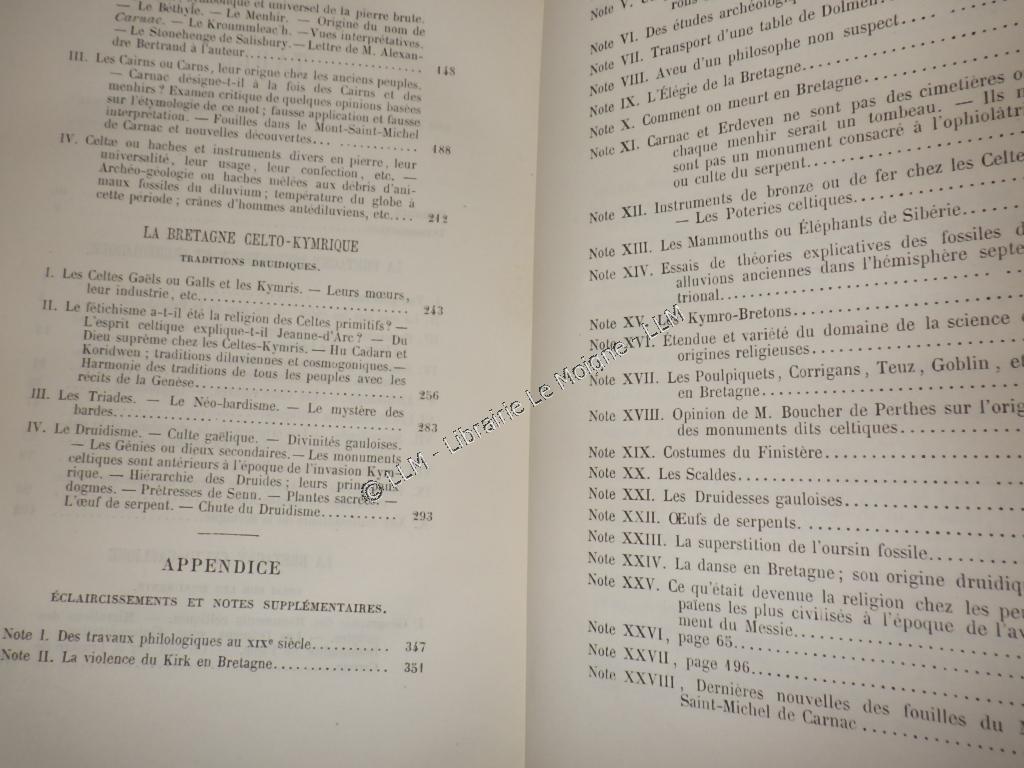 symbolique et universel de la pierre brute.
— Le Béthyle. — Le Menhir. — Origine du nom de
Carnac. — Le Kroummleac'h. — Vues interprétatives.
— Le Stonehenge de Salisbury. — Lettre de M. Alexan-
dre Bertrand à l'auteur. 148
III. Les Cairns ou Carns, leur origue chez les anciens peuples.
— Carnac désigne-t-il à la fois des Cairns et des
menhirs? Examen critique de quelques opinions basées
sur l'étymologie de ce mot; fausse application et fausse
interprétation. — Fouilles dans le Mont-Saint-Michel
de Carnac et nouvelles découvertes... 188
IV. Celtæ ou haches et instruments divers en pierre, leur
universalité, leur usage, leur confection, etc. —
Archéo-géologie ou haches mêlées aux débris d'ani-
maux fossiles du diluvium; température du globe à
cette période; crânes d'hommes antédiluviens, etc.... 212
LA BRETAGNE CELTO-KYMRIQUE
TRADITIONS DRUIDIQUES.
I. Les Celtes Gaëls ou Galls et les Kymris. — Leurs mœurs,
leur industrie, etc. 243
II. Le fétichisme a-t-il été la religion des Celtes primitifs? —
L'esprit celtique explique-t-il Jeanne-d'Arc? — Du
Dieu suprême chez les Celtes-Kymris. — Hu Cadarn et
Koridwen; traditions diluviennes et cosmogoniques. —
Harmonie des traditions de tous les peuples avec les
récits de la Genèse. 256
III. Les Triades. — Le Néo-bardisme. — Le mystère des
bardes. 283
IV. Le Druidisme. — Culte gaëlique. — Divinités gauloises.
— Les Génies ou dieux secondaires. — Les monuments
celtiques sont antérieurs à l'époque de l'invasion Kym-
rique. — Hiérarchie des Druides; leurs principaux
dogmes. — Prêtresses de Senn. — Plantes sacrées. —
L'œuf de serpent. — Chute du Druidisme. 293
APPENDICE
ÉCLAIRCISSEMENTS ET NOTES SUPPLÉMENTAIRES.
Note I. Des travaux philologiques au XIXe siècle. 347
Note II. La violence du Kirk en Bretagne. 351
Note V.
Note VI. Des études archéologiq
Note VII. Transport d'une table de Dolmen
Note VIII. Aveu d'un philosophe non suspect.
Note IX. L'Élégie de la Bretagne.
Note X. Comment on meurt en Bretagne.
Note XI. Carnac et Erdeven ne sont pas des cimetières o
chaque menhir serait un tombeau. — Ils n
sont pas un monument consacré à l'ophiolâtr
ou culte du serpent.
Note XII. Instruments de bronze ou de fer chez les Celte
— Les Poteries celtiques.
Note XIII. Les Mammouths ou Éléphants de Sibérie.
Note XIV. Essais de théories explicatives des fossiles d
alluvions anciennes dans l'hémisphère septe
trional.
Note XV. Les Kymro-Bretons.
Note XVI. Étendue et variété du domaine de la science
origines religieuses.
Note XVII. Les Poulpiquets, Corrigans, Teuz, Goblin, et
en Bretagne.
Note XVIII. Opinion de M. Boucher de Perthes sur l'orig
des monuments dits celtiques.
Note XIX. Costumes du Finistère.
Note XX. Les Scaldes.
Note XXI. Les Druidesses gauloises.
Note XXII. Œufs de serpents.
Note XXIII. La superstition de l'oursin fossile.
Note XXIV. La danse en Bretagne; son origine druidiqu
Note XXV. Ce qu'était devenue la religion chez les peu
païens les plus civilisés à l'époque de l'av
ment du Messie.
Note XXVI, page 65.
Note XXVII, page 196.
Note XXVIII, Dernières nouvelles des fouilles du M
Saint-Michel de Carnac
© LLM - Librairie Le Moigne - LLM